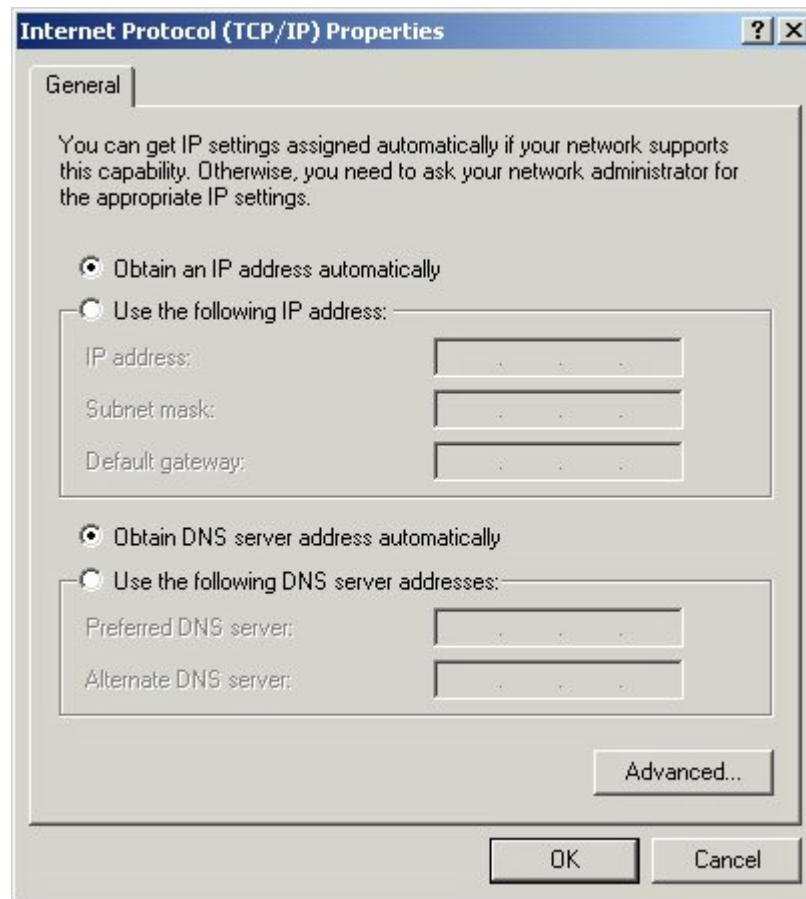 Internet Protocol (TCP/IP) Properties
General
You can get IP settings assigned automatically if your network supports
this capability. Otherwise, you need to ask your network administrator for
the appropriate IP settings.
Obtain an IP address automatically
Use the following IP address:
IP address:
Subnet mask:
Default gateway:
Obtain DNS server address automatically
Use the following DNS server addresses:
Preferred DNS server:
Alternate DNS server:
Advanced...
OK
Cancel